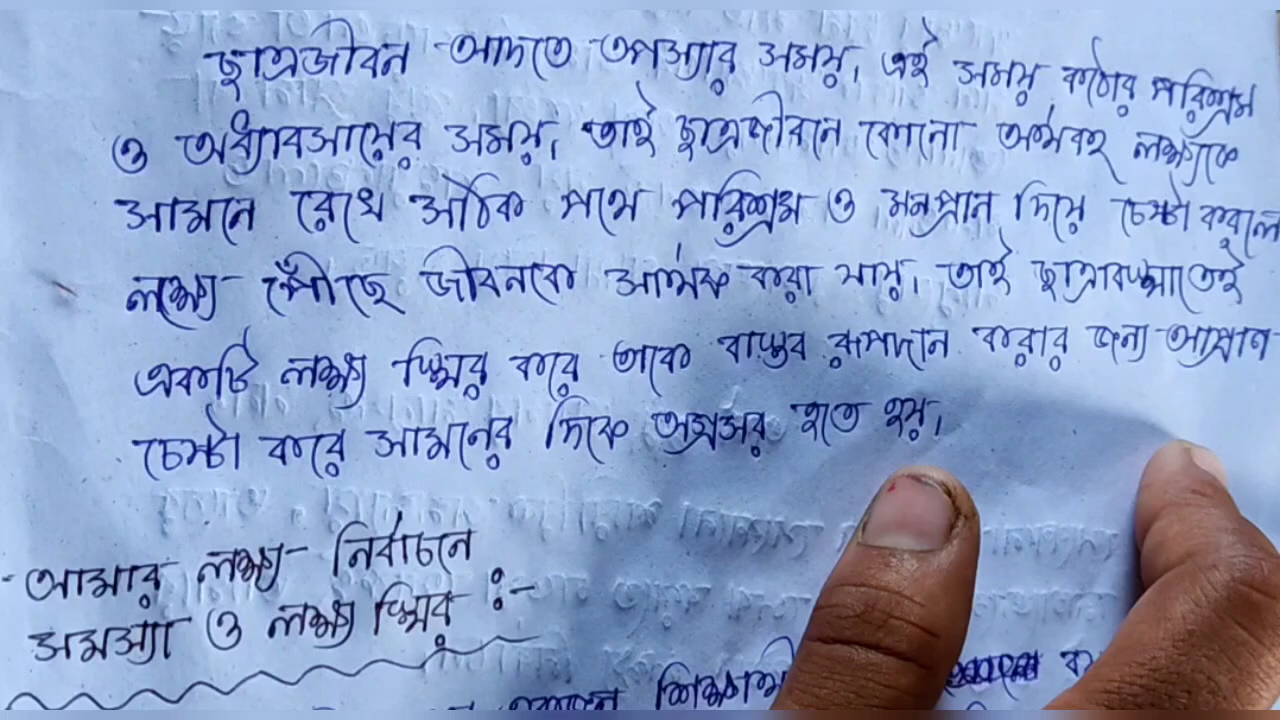 ছাত্রজীবন আদতে তপস্যার সময়, এই সময় কঠোর পরিশ্রম
ও অধ্যাবসায়ের সময়, তাই ছাত্রজীবনে কোনো অর্থবহ লক্ষ্যকে
সামনে রেখে সঠিক পথে পরিশ্রম ও মনপ্রান দিয়ে চেষ্টা করলে
লক্ষ্যে পৌঁছে জীবনকে সার্থক করা যায়। তাই ছাত্রাবস্থাতেই
একটি লক্ষ্য স্থির করে তাকে বাস্তব রূপদান করার জন্য আপ্রাণ
চেষ্টা করে সামনের দিকে অগ্রসর হতে হয়।
আমার লক্ষ্য নির্বাচনে
সমস্যা ও লক্ষ্য স্থির :-
একজন